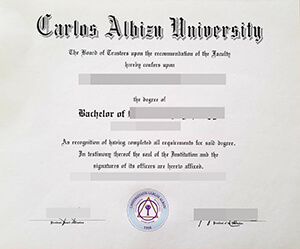 Carlos Albizu University
The Board of Trustees upon the recommendation of the Faculty
hereby confers upon
the degree of
Bachelor of
As recognition of having completed all requirements for said degree.
In testimony thereof the seal of the Institution and the
signatures of its officers are hereto affixed.